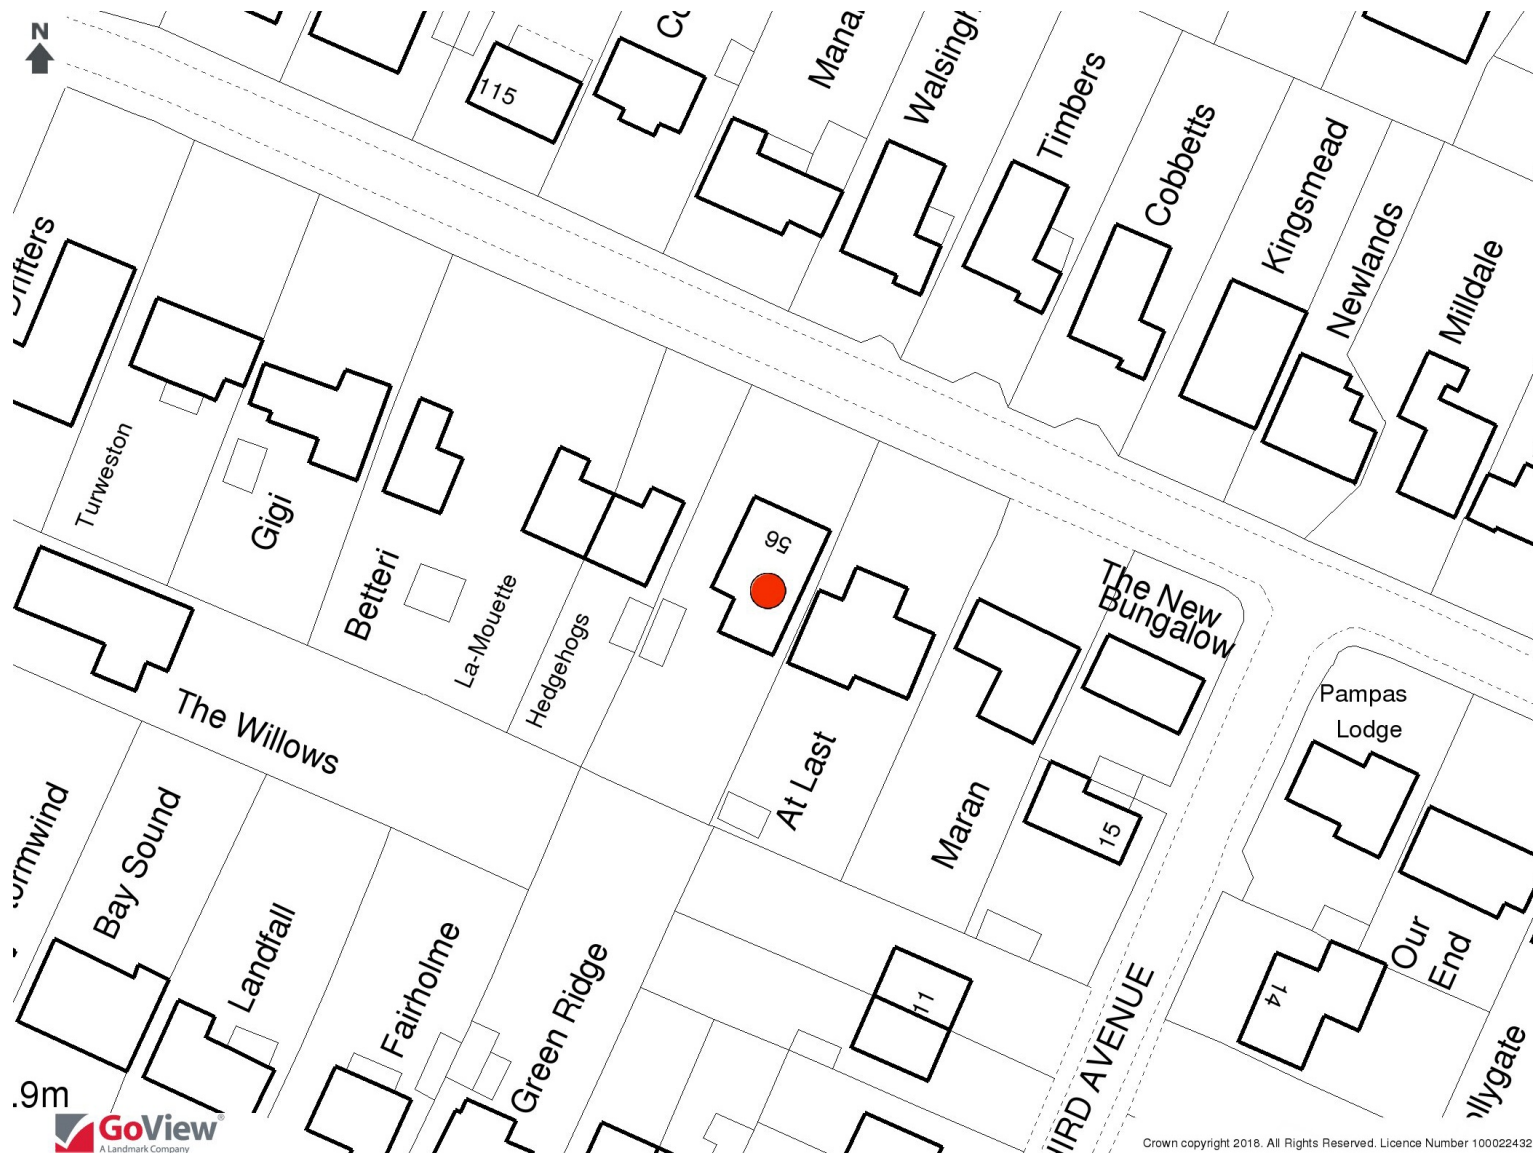 N
115
Timbers
Cobbetts
Kingsmead
Newlands
Milldale
Turweston
Gigi
Betteri
La-Mouette
Hedgehogs
56
The New
Bungalow
At Last
Maran
15
Pampas
Lodge
The Willows
Bay Sound
Landfall
Fairholme
Green Ridge
11
14
Our
End
AVENUE
.9m
GoView®
A Landmark Company
Crown copyright 2018. All Rights Reserved. Licence Number 100022432